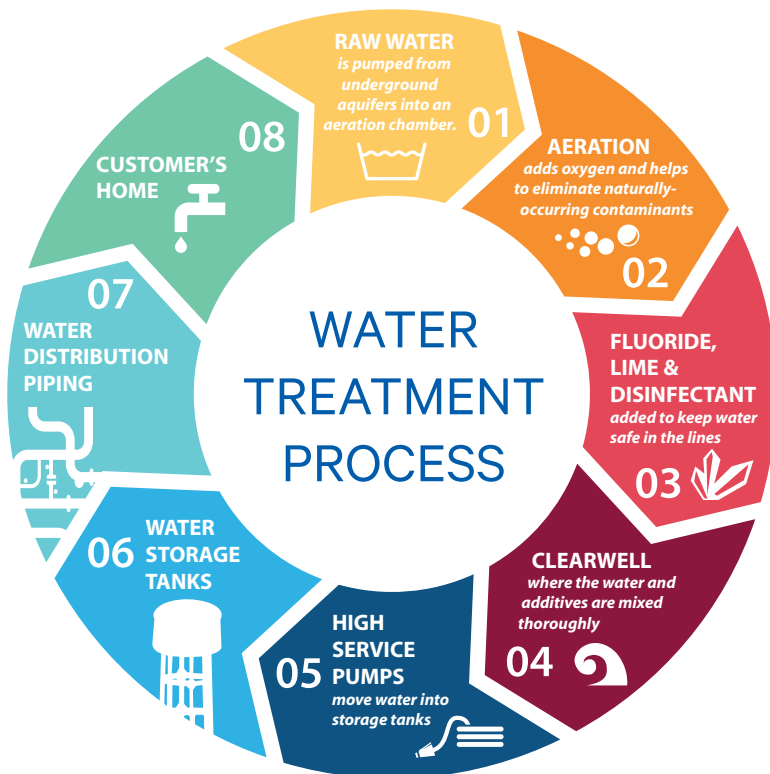 WATER
TREATMENT
PROCESS
RAW WATER
is pumped from
underground
aquifers into an
aeration chamber.
01
AERATION
adds oxygen and helps
to eliminate naturally-
occurring contaminants
02
FLUORIDE,
LIME &
DISINFECTANT
added to keep water
safe in the lines
03
CLEARWELL
where the water and
additives are mixed
thoroughly
04
HIGH
SERVICE
PUMPS
05
move water into
storage tanks
WATER
STORAGE
TANKS
06
07
WATER
DISTRIBUTION
PIPING
08
CUSTOMER'S
HOME